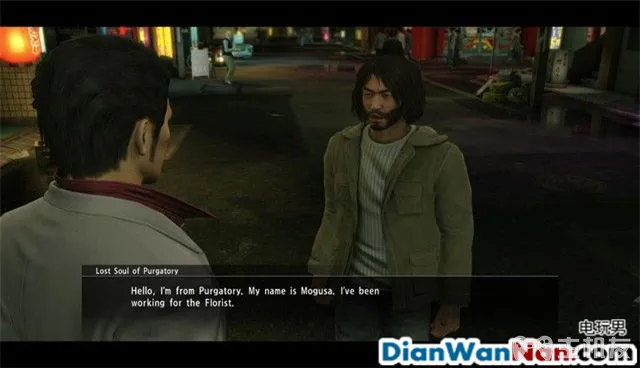 Lost Soul of Purgatory
Hello, I'm from Purgatory. My name is Mogusa. I've been
working for the Florist.
电玩男
DianWanNan.com